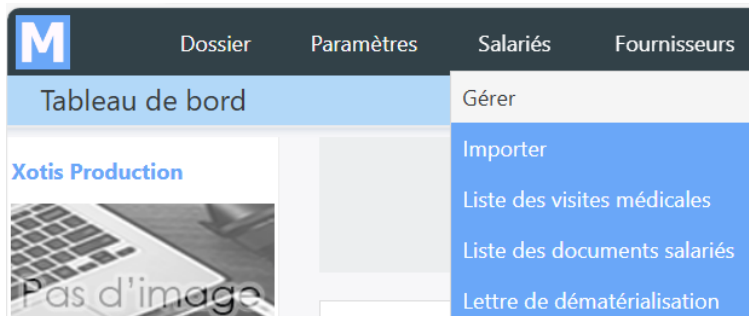 M
Dossier Paramètres Salariés Fournisseurs
Tableau de bord
Gérer
Importer
Liste des visites médicales
Liste des documents salariés
Lettre de dématérialisation
Xotis Production
Pas d'image